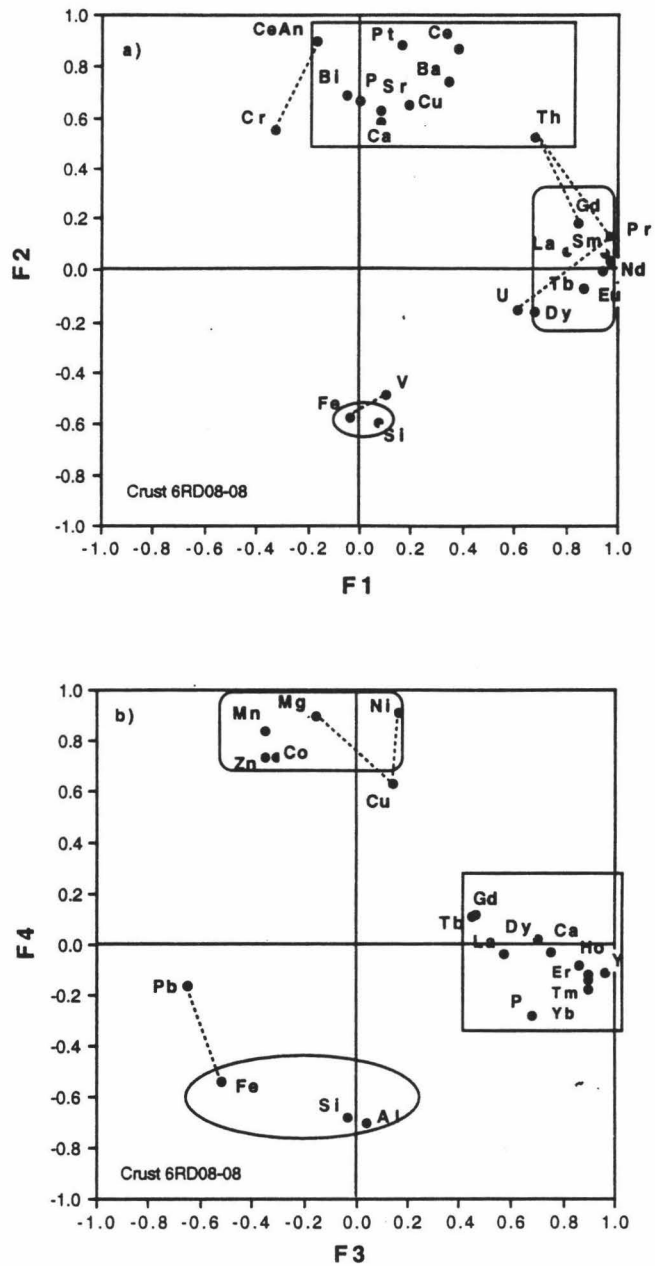 a)
CeAn
Pt
C
Bi
P
Sr
Ba
Cu
Cr
Ca
Th
Gd
Pr
La
Sm
Nd
Tb
Eu
U
Dy
V
Fe
Si
Crust 6RD08-08
1.0
0.8
0.6
0.4
0.2
0.0
-0.2
-0.4
-0.6
-0.8
-1.0
F2
-1.0 -0.8 -0.6 -0.4 -0.2 0.0 0.2 0.4 0.6 0.8 1.0
F1
b)
Mn
Mg
Ni
Zn
Co
Cu
Gd
Tb
Dy
Ca
La
Ho
Er
Y
Tm
P
Yb
Pb
Fe
Si
Al
Crust 6RD08-08
1.0
0.8
0.6
0.4
0.2
0.0
-0.2
-0.4
-0.6
-0.8
-1.0
F4
-1.0 -0.8 -0.6 -0.4 -0.2 0.0 0.2 0.4 0.6 0.8 1.0
F3